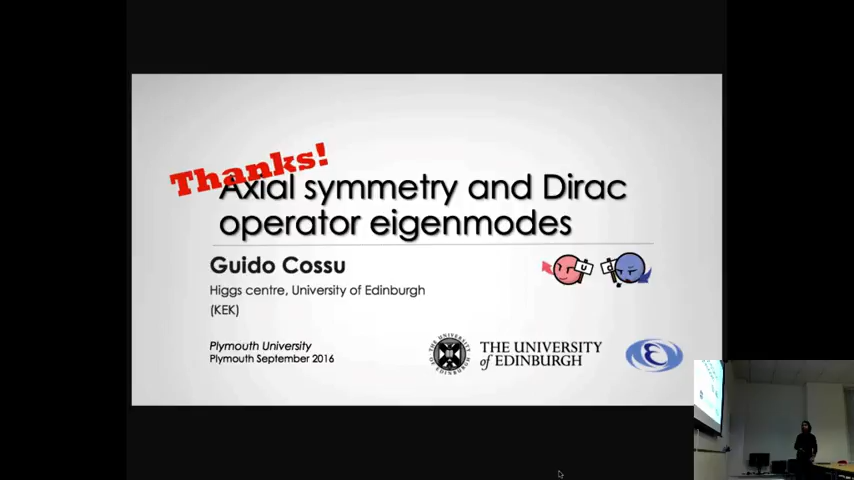 Thanks!
Axial symmetry and Dirac
operator eigenmodes
Guido Cossu
u
d
Higgs centre, University of Edinburgh
(KEK)
Plymouth University
Plymouth September 2016
THE UNIVERSITY
of EDINBURGH